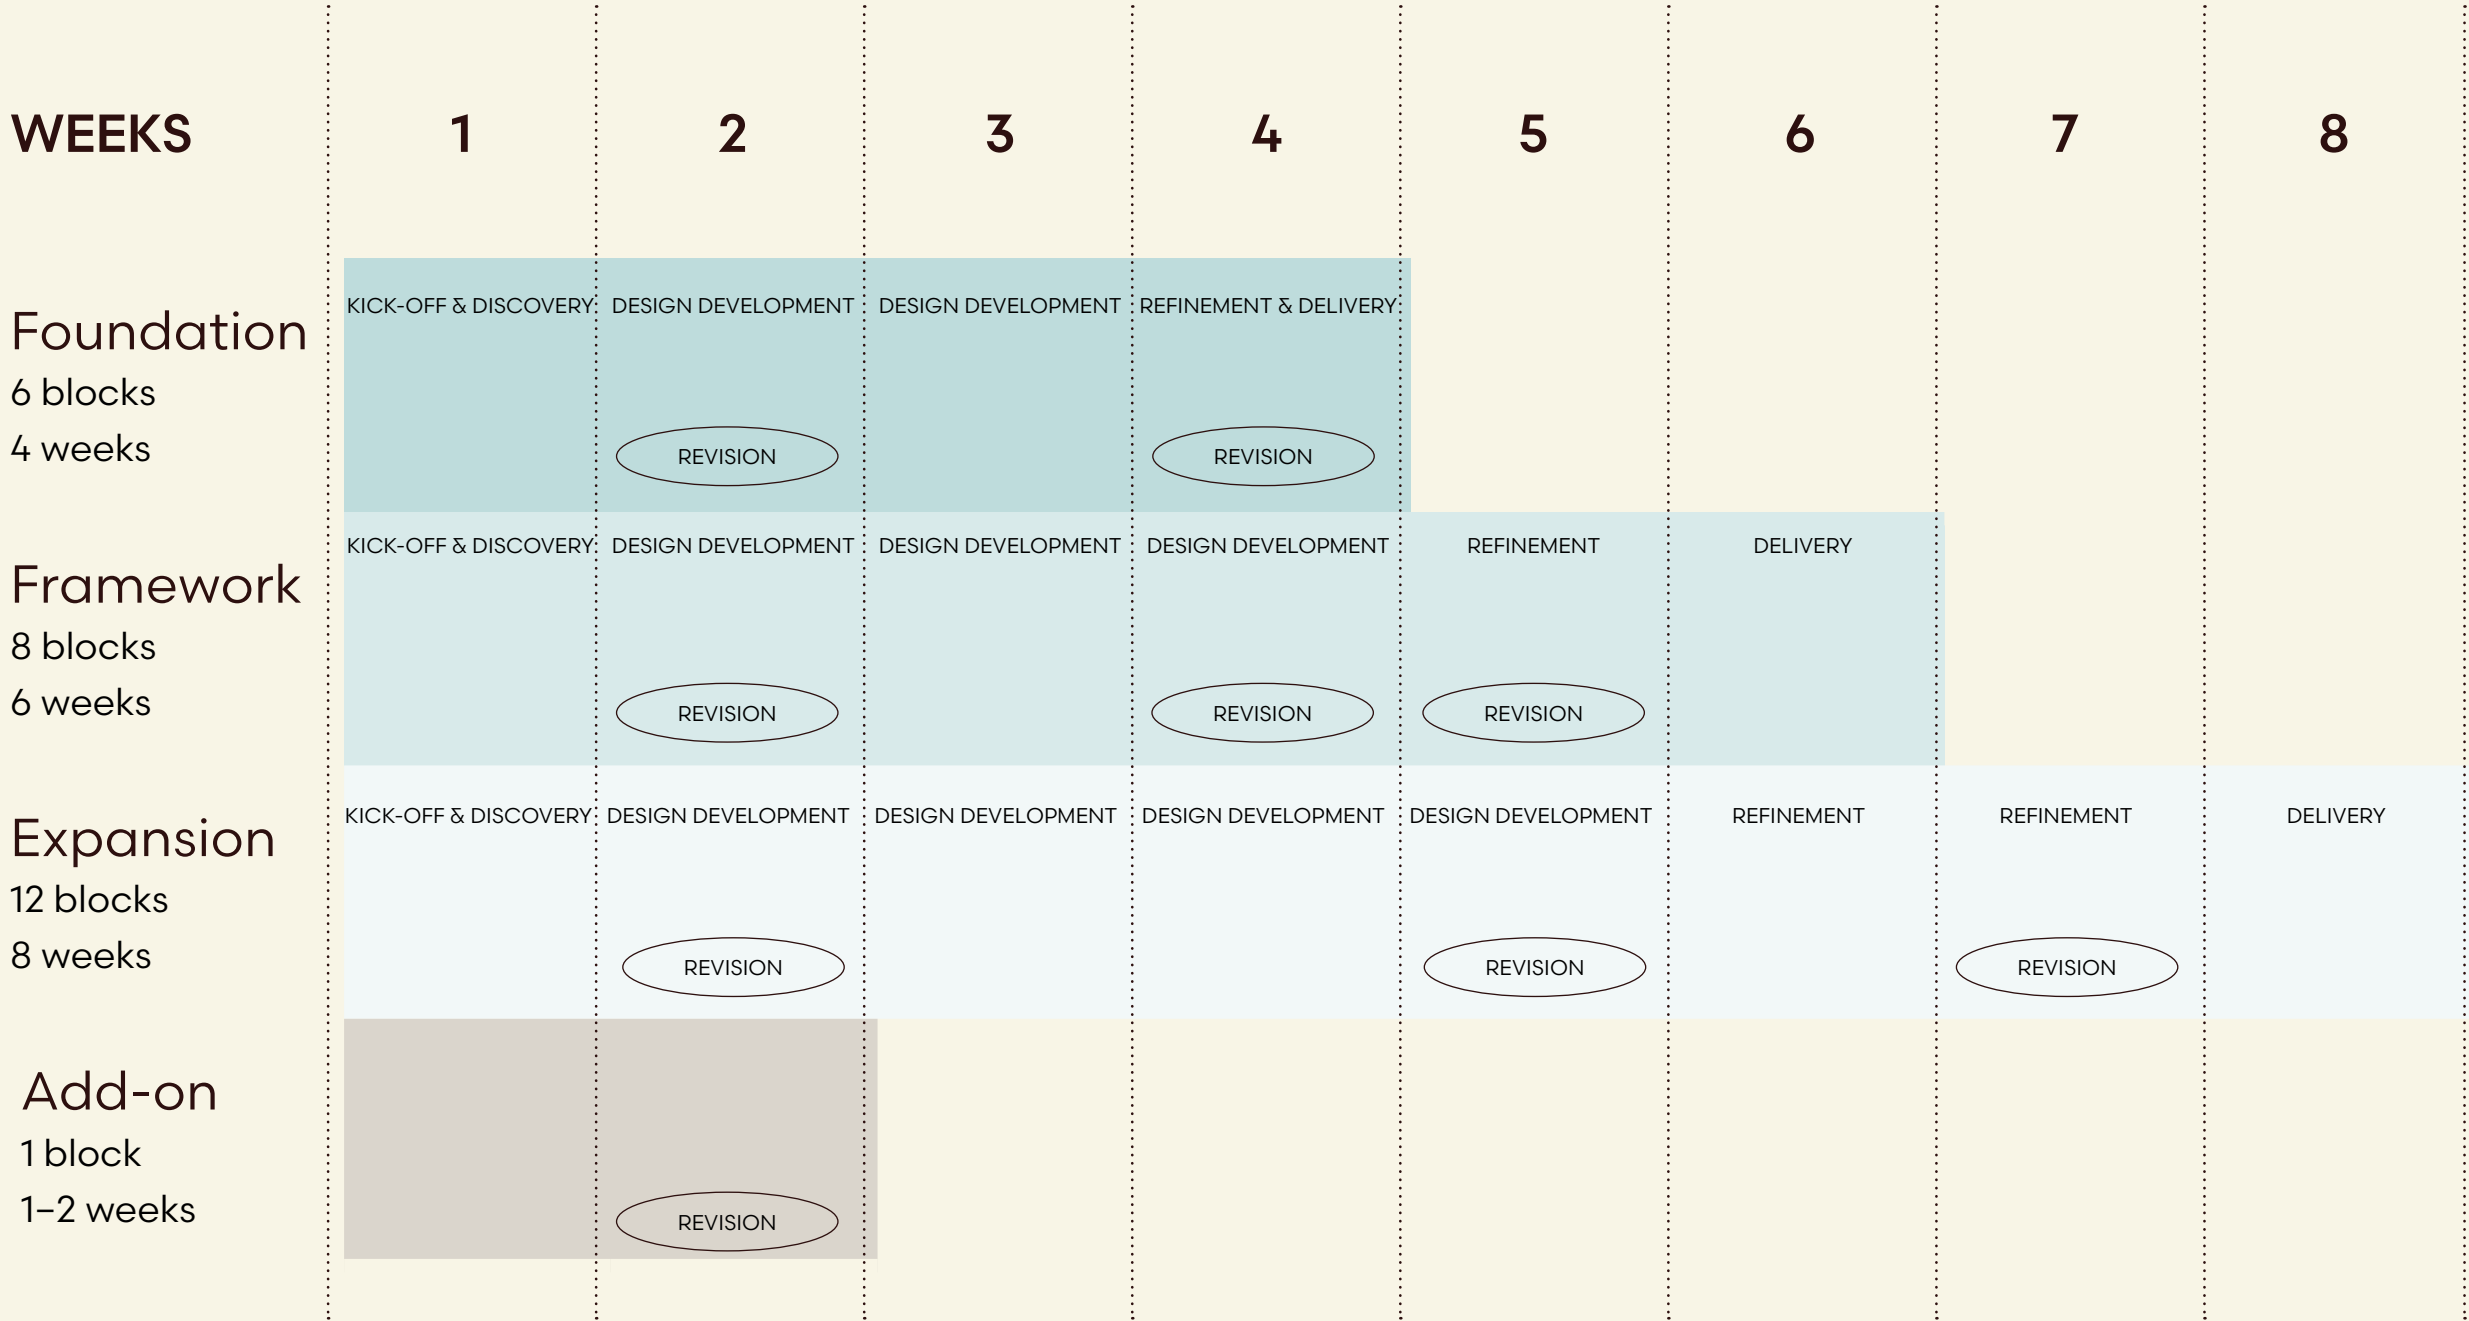 WEEKS 1 2 3 4 5 6 7 8
Foundation
6 blocks
4 weeks
KICK-OFF & DISCOVERY DESIGN DEVELOPMENT DESIGN DEVELOPMENT REFINEMENT & DELIVERY
REVISION REVISION
Framework
8 blocks
6 weeks
KICK-OFF & DISCOVERY DESIGN DEVELOPMENT DESIGN DEVELOPMENT DESIGN DEVELOPMENT REFINEMENT DELIVERY
REVISION REVISION REVISION
Expansion
12 blocks
8 weeks
KICK-OFF & DISCOVERY DESIGN DEVELOPMENT DESIGN DEVELOPMENT DESIGN DEVELOPMENT DESIGN DEVELOPMENT REFINEMENT REFINEMENT DELIVERY
REVISION REVISION REVISION
Add-on
1 block
1–2 weeks
REVISION